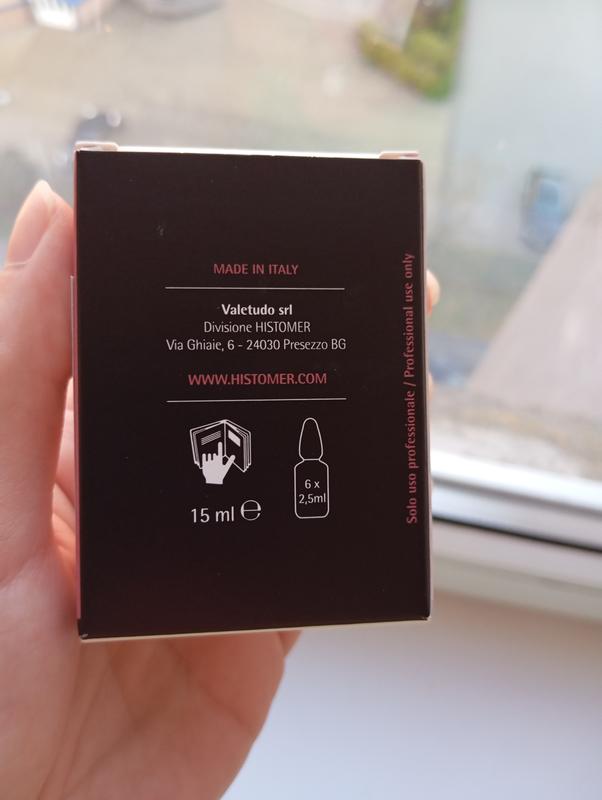 MADE IN ITALY
Valetudo srl
Divisione HISTOMER
Via Ghiaie, 6 - 24030 Presezzo BG
WWW.HISTOMER.COM
6 x
2,5ml
15 ml ℮
Solo uso professionale / Professional use only